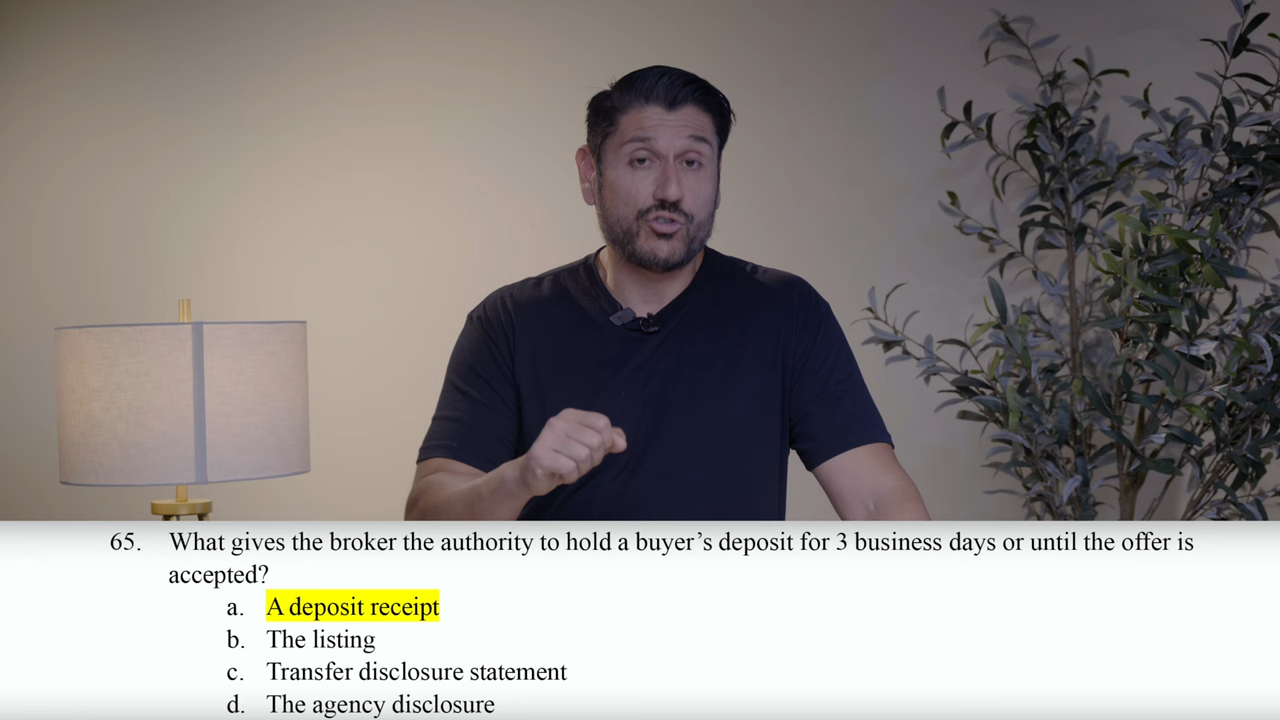 65. What gives the broker the authority to hold a buyer’s deposit for 3 business days or until the offer is
accepted?
a. A deposit receipt
b. The listing
c. Transfer disclosure statement
d. The agency disclosure